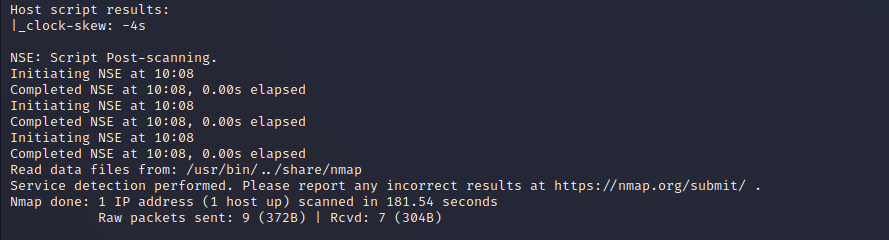 Host script results:
|_clock-skew: -4s
NSE: Script Post-scanning.
Initiating NSE at 10:08
Completed NSE at 10:08, 0.00s elapsed
Initiating NSE at 10:08
Completed NSE at 10:08, 0.00s elapsed
Initiating NSE at 10:08
Completed NSE at 10:08, 0.00s elapsed
Read data files from: /usr/bin/../share/nmap
Service detection performed. Please report any incorrect results at https://nmap.org/submit/ .
Nmap done: 1 IP address (1 host up) scanned in 181.54 seconds
Raw packets sent: 9 (372B) | Rcvd: 7 (304B)